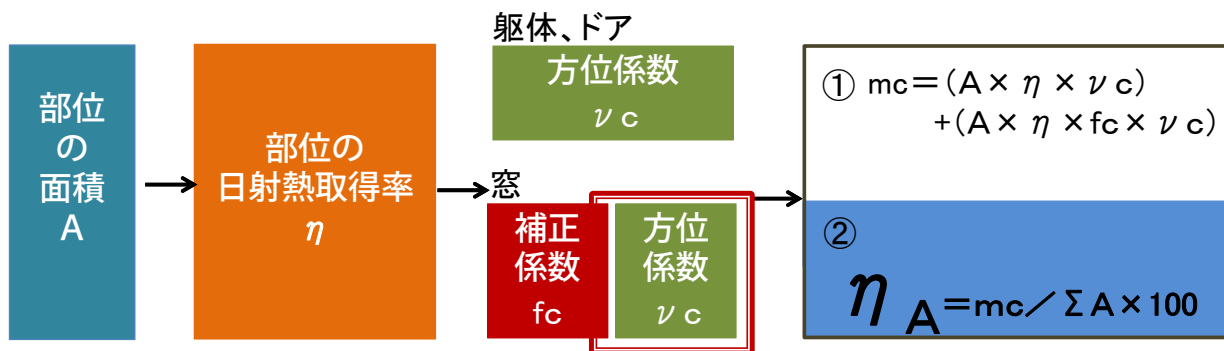 部位
の
面積
A
部位の
日射熱取得率
η
躯体、ドア
方位係数
νc
窓
補正
係数
fc
方位
係数
νc
① mc=(A×η×νc)
+(A×η×fc×νc)
②
ηA=mc/ΣA×100